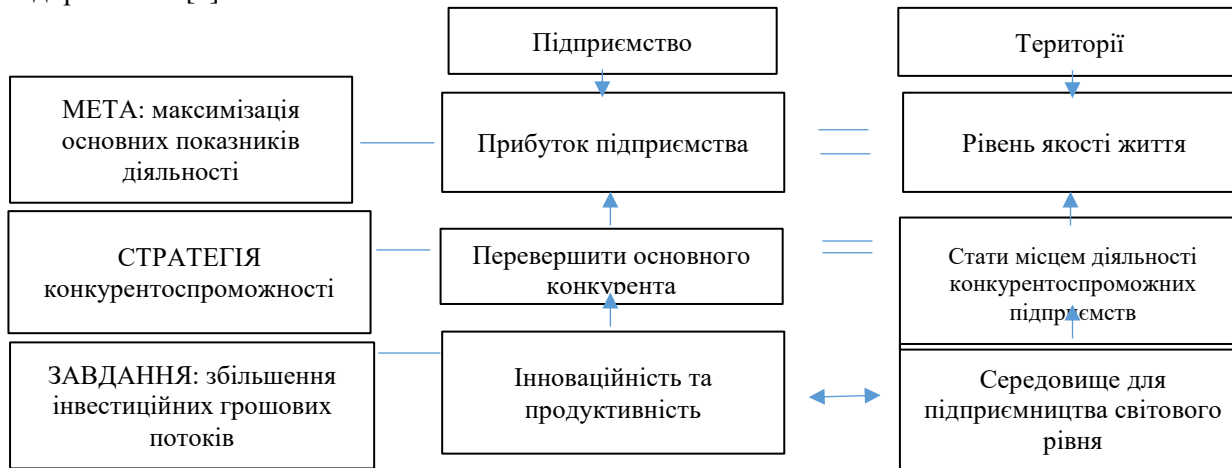 Підприємство
Території
МЕТА: максимізація
основних показників
діяльності
Прибуток підприємства
Рівень якості життя
СТРАТЕГІЯ
конкурентоспроможності
Перевершити основного
конкурента
Стати місцем діяльності
конкурентоспроможних
підприємств
ЗАВДАННЯ: збільшення
інвестиційних грошових
потоків
Інноваційність та
продуктивність
Середовище для
підприємництва світового
рівня